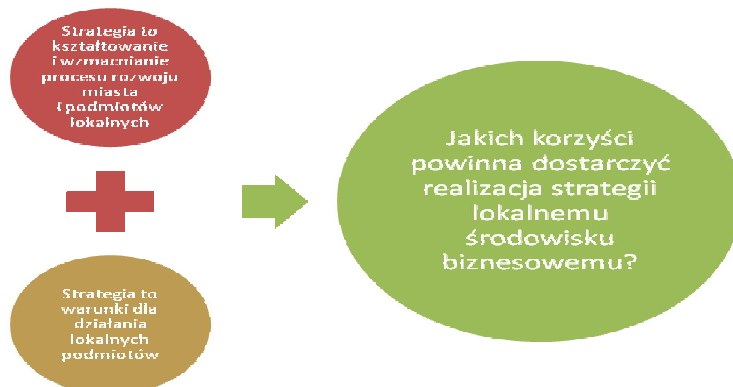 Strategia to
kształtowanie
i wzmacnianie
procesu rozwoju
miasta
i podmiotów
lokalnych
Strategia to
warunki dla
działania
lokalnych
podmiotów
Jakich korzyści
powinna dostarczyć
realizacja strategii
lokalnemu
środowisku
biznesowemu?